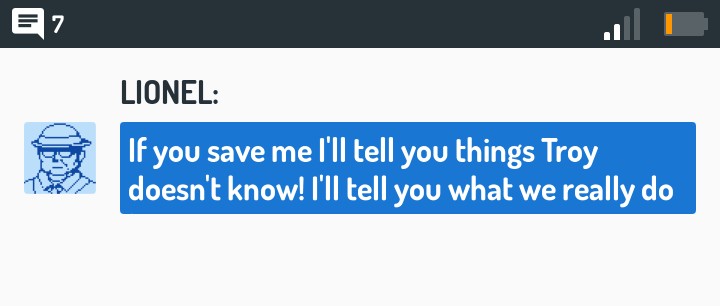 7
LIONEL:
If you save me I'll tell you things Troy
doesn't know! I'll tell you what we really do